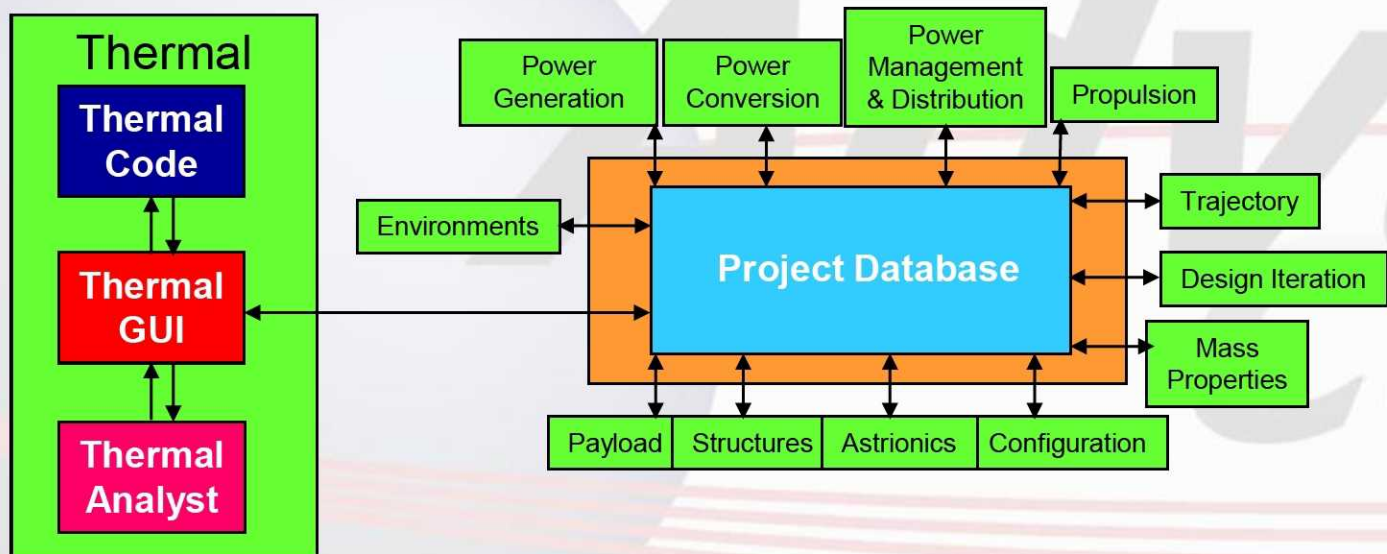 Thermal
Thermal
Code
Thermal
GUI
Thermal
Analyst
Power
Generation
Power
Conversion
Power
Management
& Distribution
Propulsion
Environments
Project Database
Trajectory
Design Iteration
Mass
Properties
Payload
Structures
Astrionics
Configuration